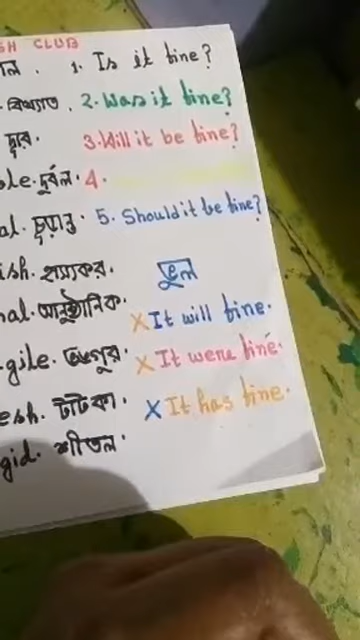 SH CLUB
1. Is it fine?
বিখ্যাত. 2. Was it fine?
3. Will it be fine?
le. দুর্বল. 4.
al. চূড়ান্ত. 5. Should it be fine?
ish. হাস্যকর. ভুল
nal. আনুষ্ঠানিক. × It will fine.
gile. ভঙ্গুর. × It were fine.
esh. টাটকা. × It has fine.
gid. শীতল.